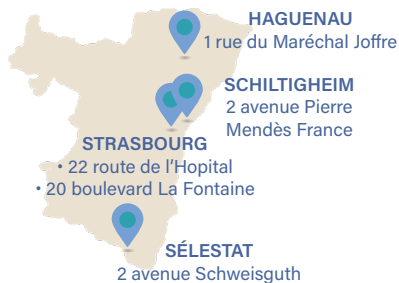 HAGUENAU
1 rue du Maréchal Joffre
SCHILTIGHEIM
2 avenue Pierre
Mendès France
STRASBOURG
• 22 route de l'Hopital
• 20 boulevard La Fontaine
SÉLESTAT
2 avenue Schweisguth